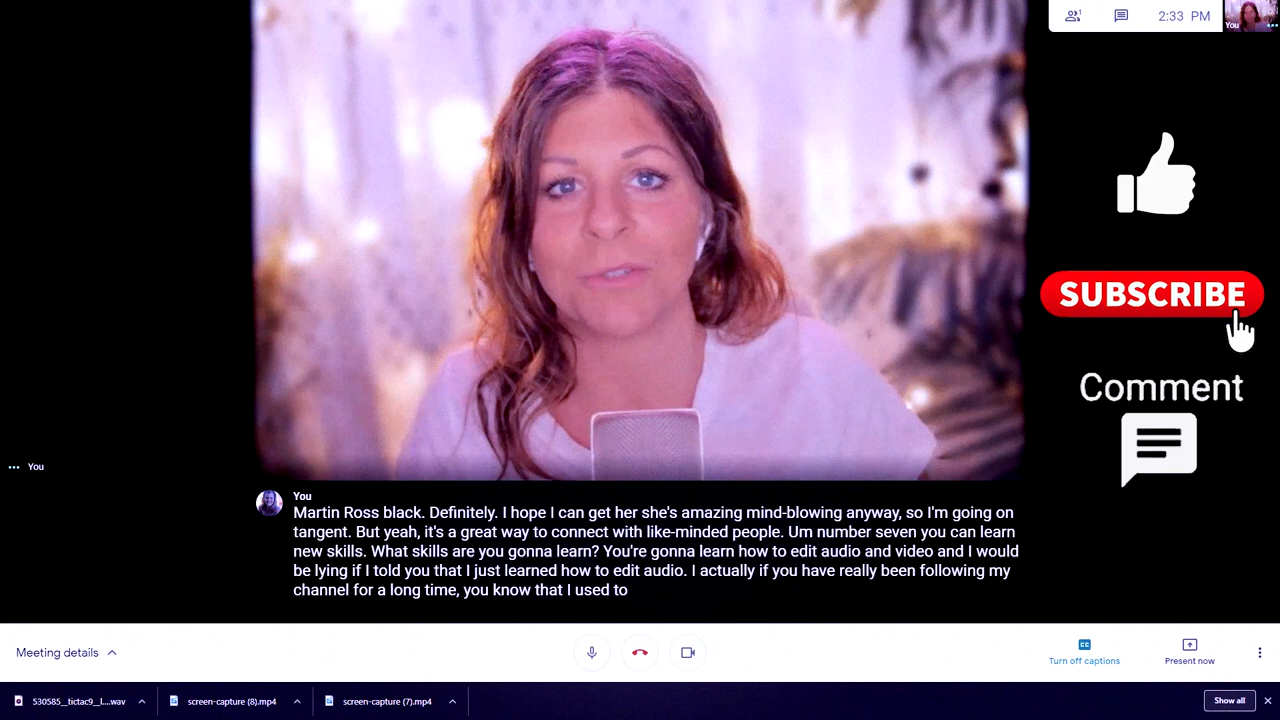 2:33 PM
You
SUBSCRIBE
Comment
You
You
Martin Ross black. Definitely. I hope I can get her she's amazing mind-blowing anyway, so I'm going on
tangent. But yeah, it's a great way to connect with like-minded people. Um number seven you can learn
new skills. What skills are you gonna learn? You're gonna learn how to edit audio and video and I would
be lying if I told you that I just learned how to edit audio. I actually if you have really been following my
channel for a long time, you know that I used to
Meeting details
Turn off captions
Present now
530585__tictac9__l....wav
screen-capture (8).mp4
screen-capture (7).mp4
Show all